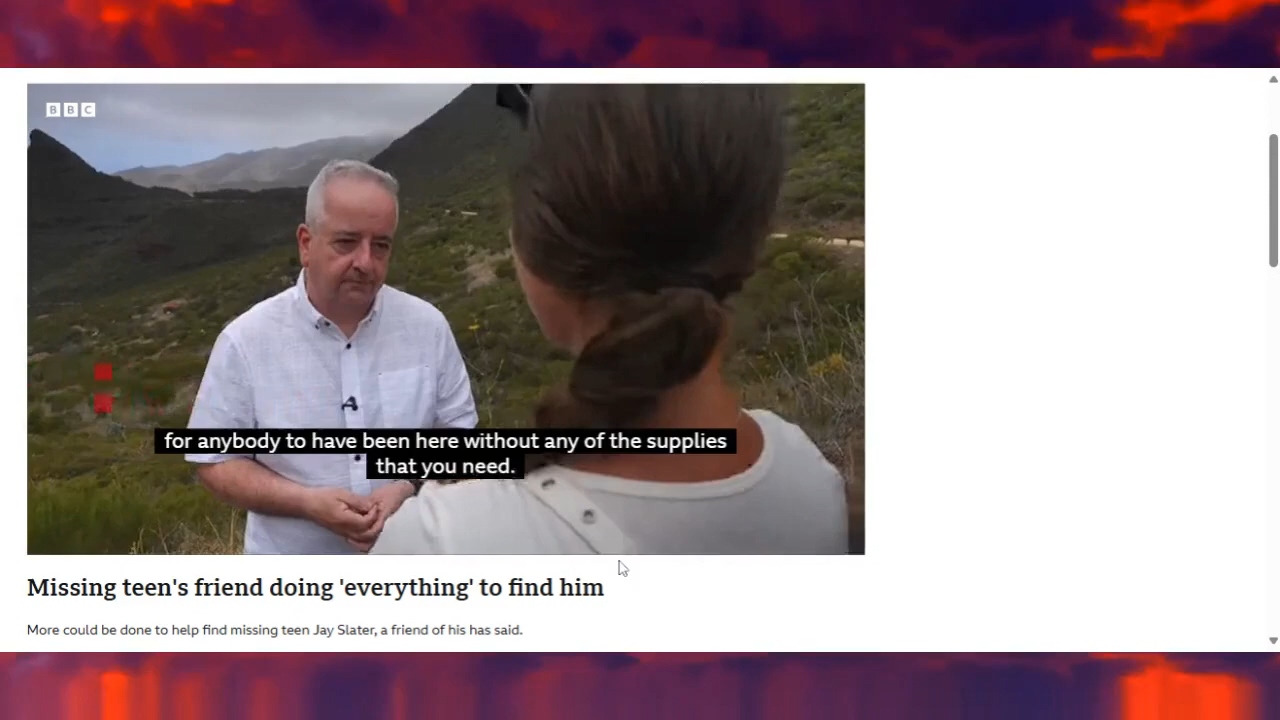 BBC
for anybody to have been here without any of the supplies
that you need.
Missing teen's friend doing 'everything' to find him
More could be done to help find missing teen Jay Slater, a friend of his has said.